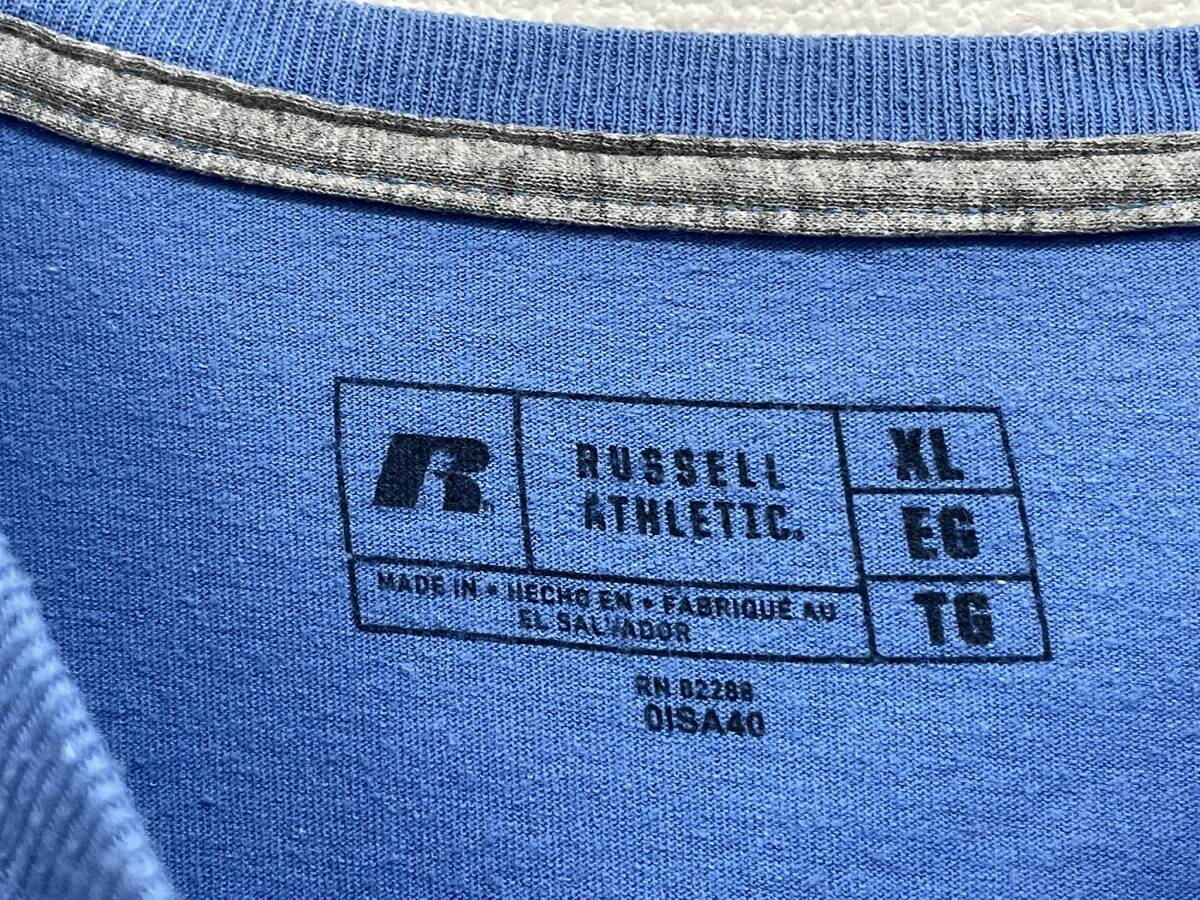 R
RUSSELL
ATHLETIC.
XL
EG
TG
MADE IN • HECHO EN • FABRIQUÉ AU
EL SALVADOR
RN 82288
0ISA40